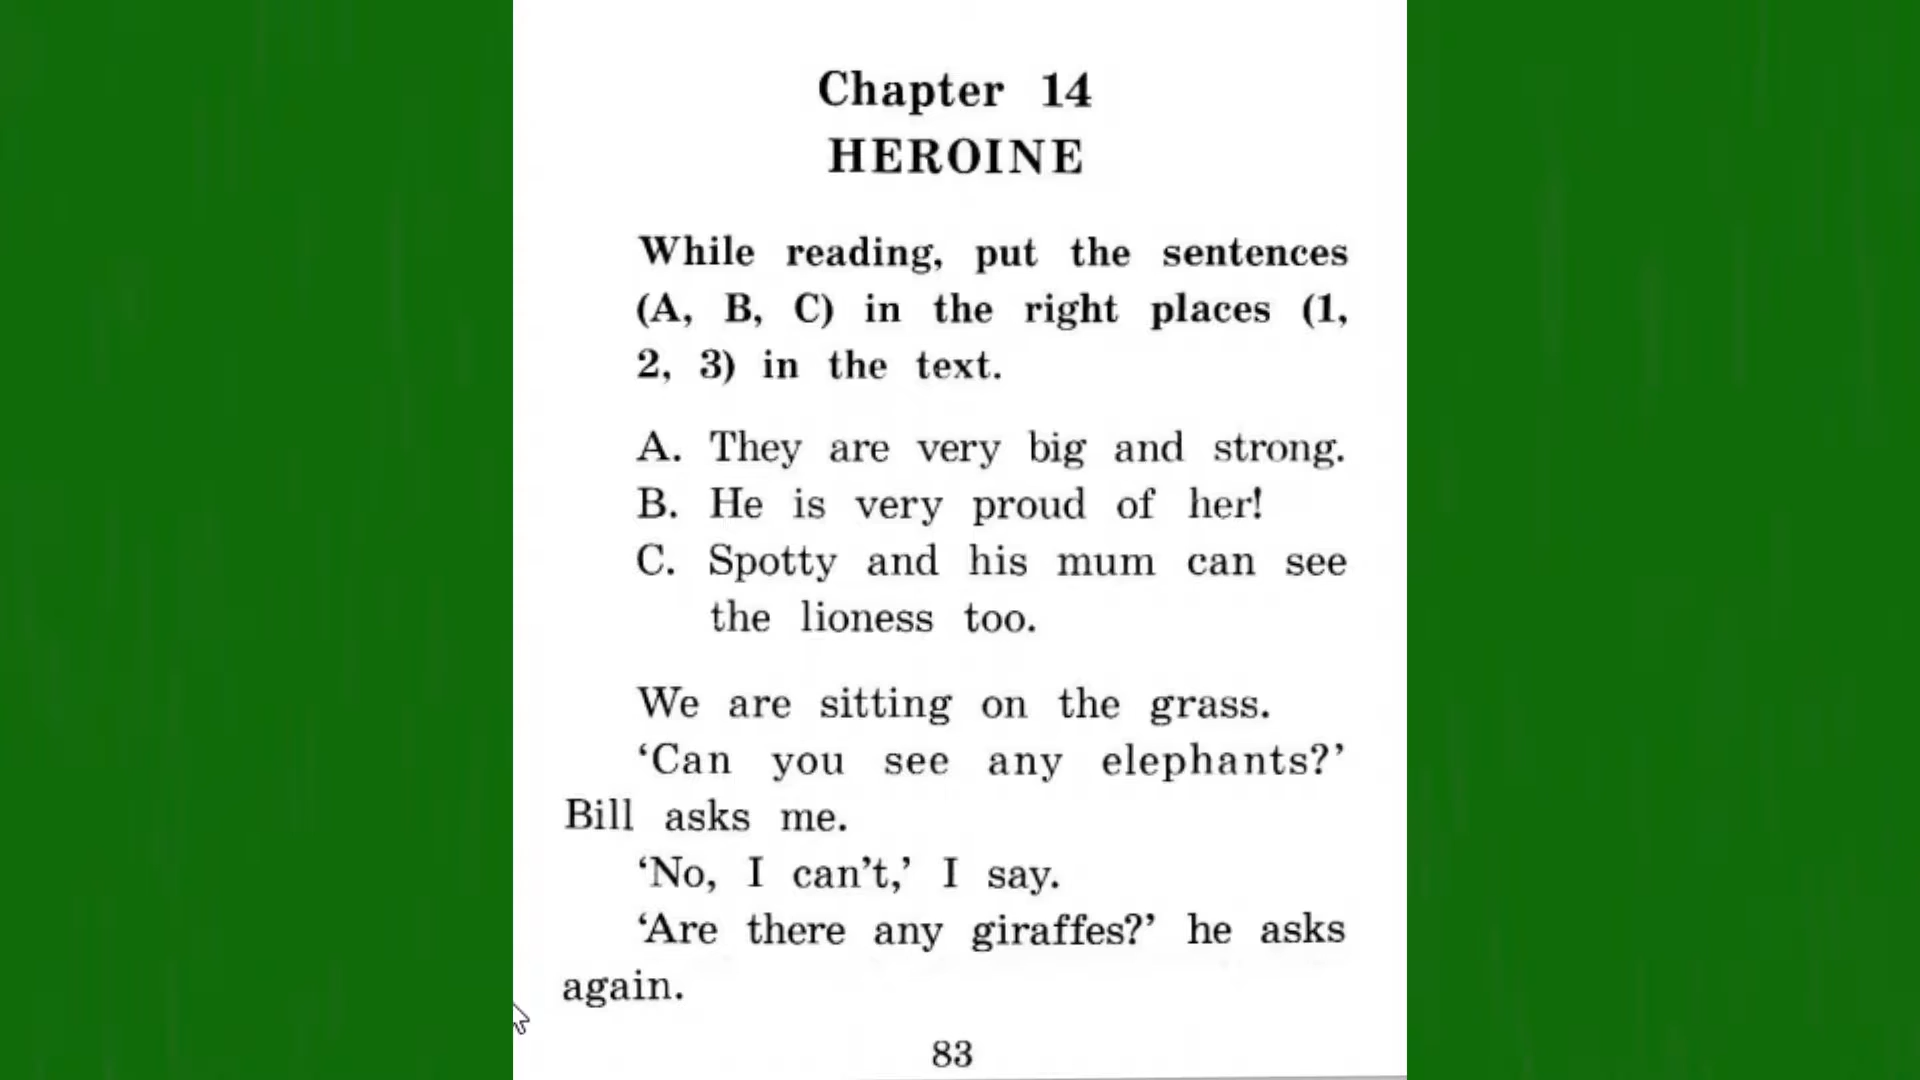 Chapter 14
HEROINE
While reading, put the sentences
(A, B, C) in the right places (1,
2, 3) in the text.
A. They are very big and strong.
B. He is very proud of her!
C. Spotty and his mum can see
the lioness too.
We are sitting on the grass.
‘Can you see any elephants?’
Bill asks me.
‘No, I can’t,’ I say.
‘Are there any giraffes?’ he asks
again.
83